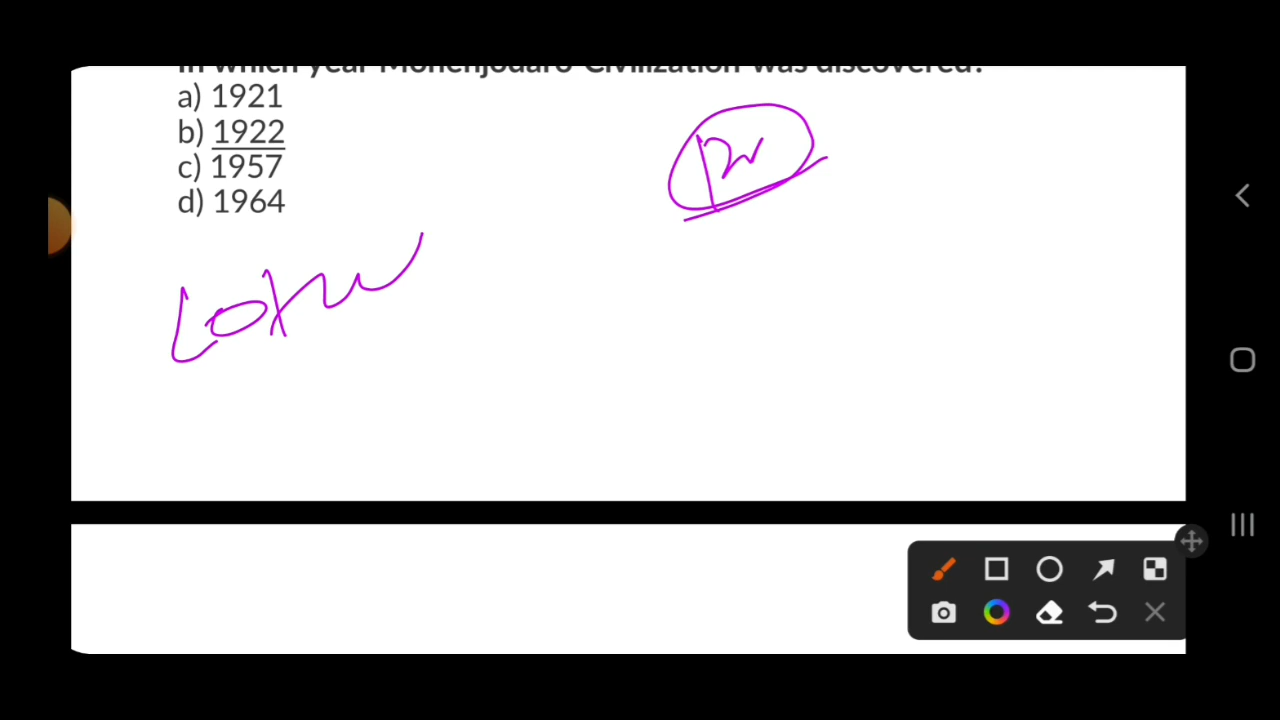 In which year Mohenjodaro Civilization was discovered?
a) 1921
b) 1922
c) 1957
d) 1964